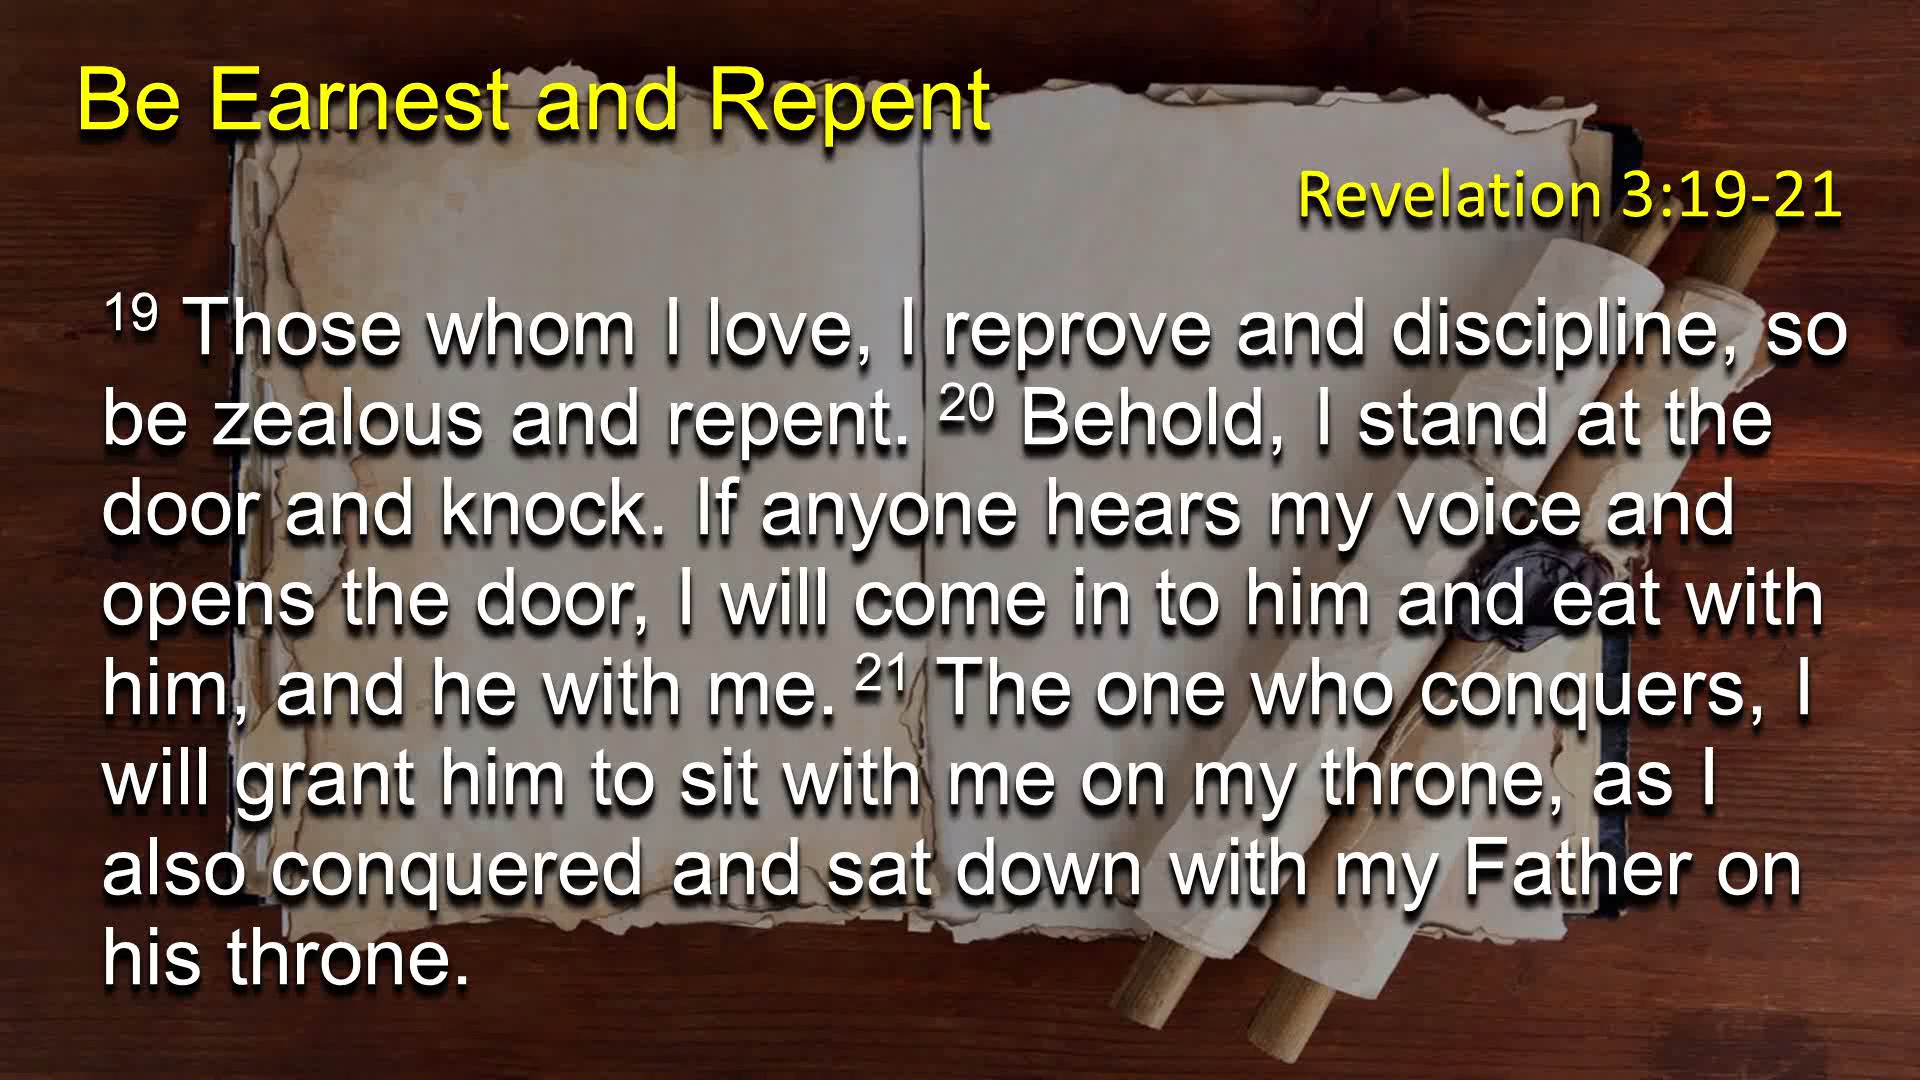 Be Earnest and Repent
Revelation 3:19-21
19 Those whom I love, I reprove and discipline, so
be zealous and repent. 20 Behold, I stand at the
door and knock. If anyone hears my voice and
opens the door, I will come in to him and eat with
him, and he with me. 21 The one who conquers, I
will grant him to sit with me on my throne, as I
also conquered and sat down with my Father on
his throne.